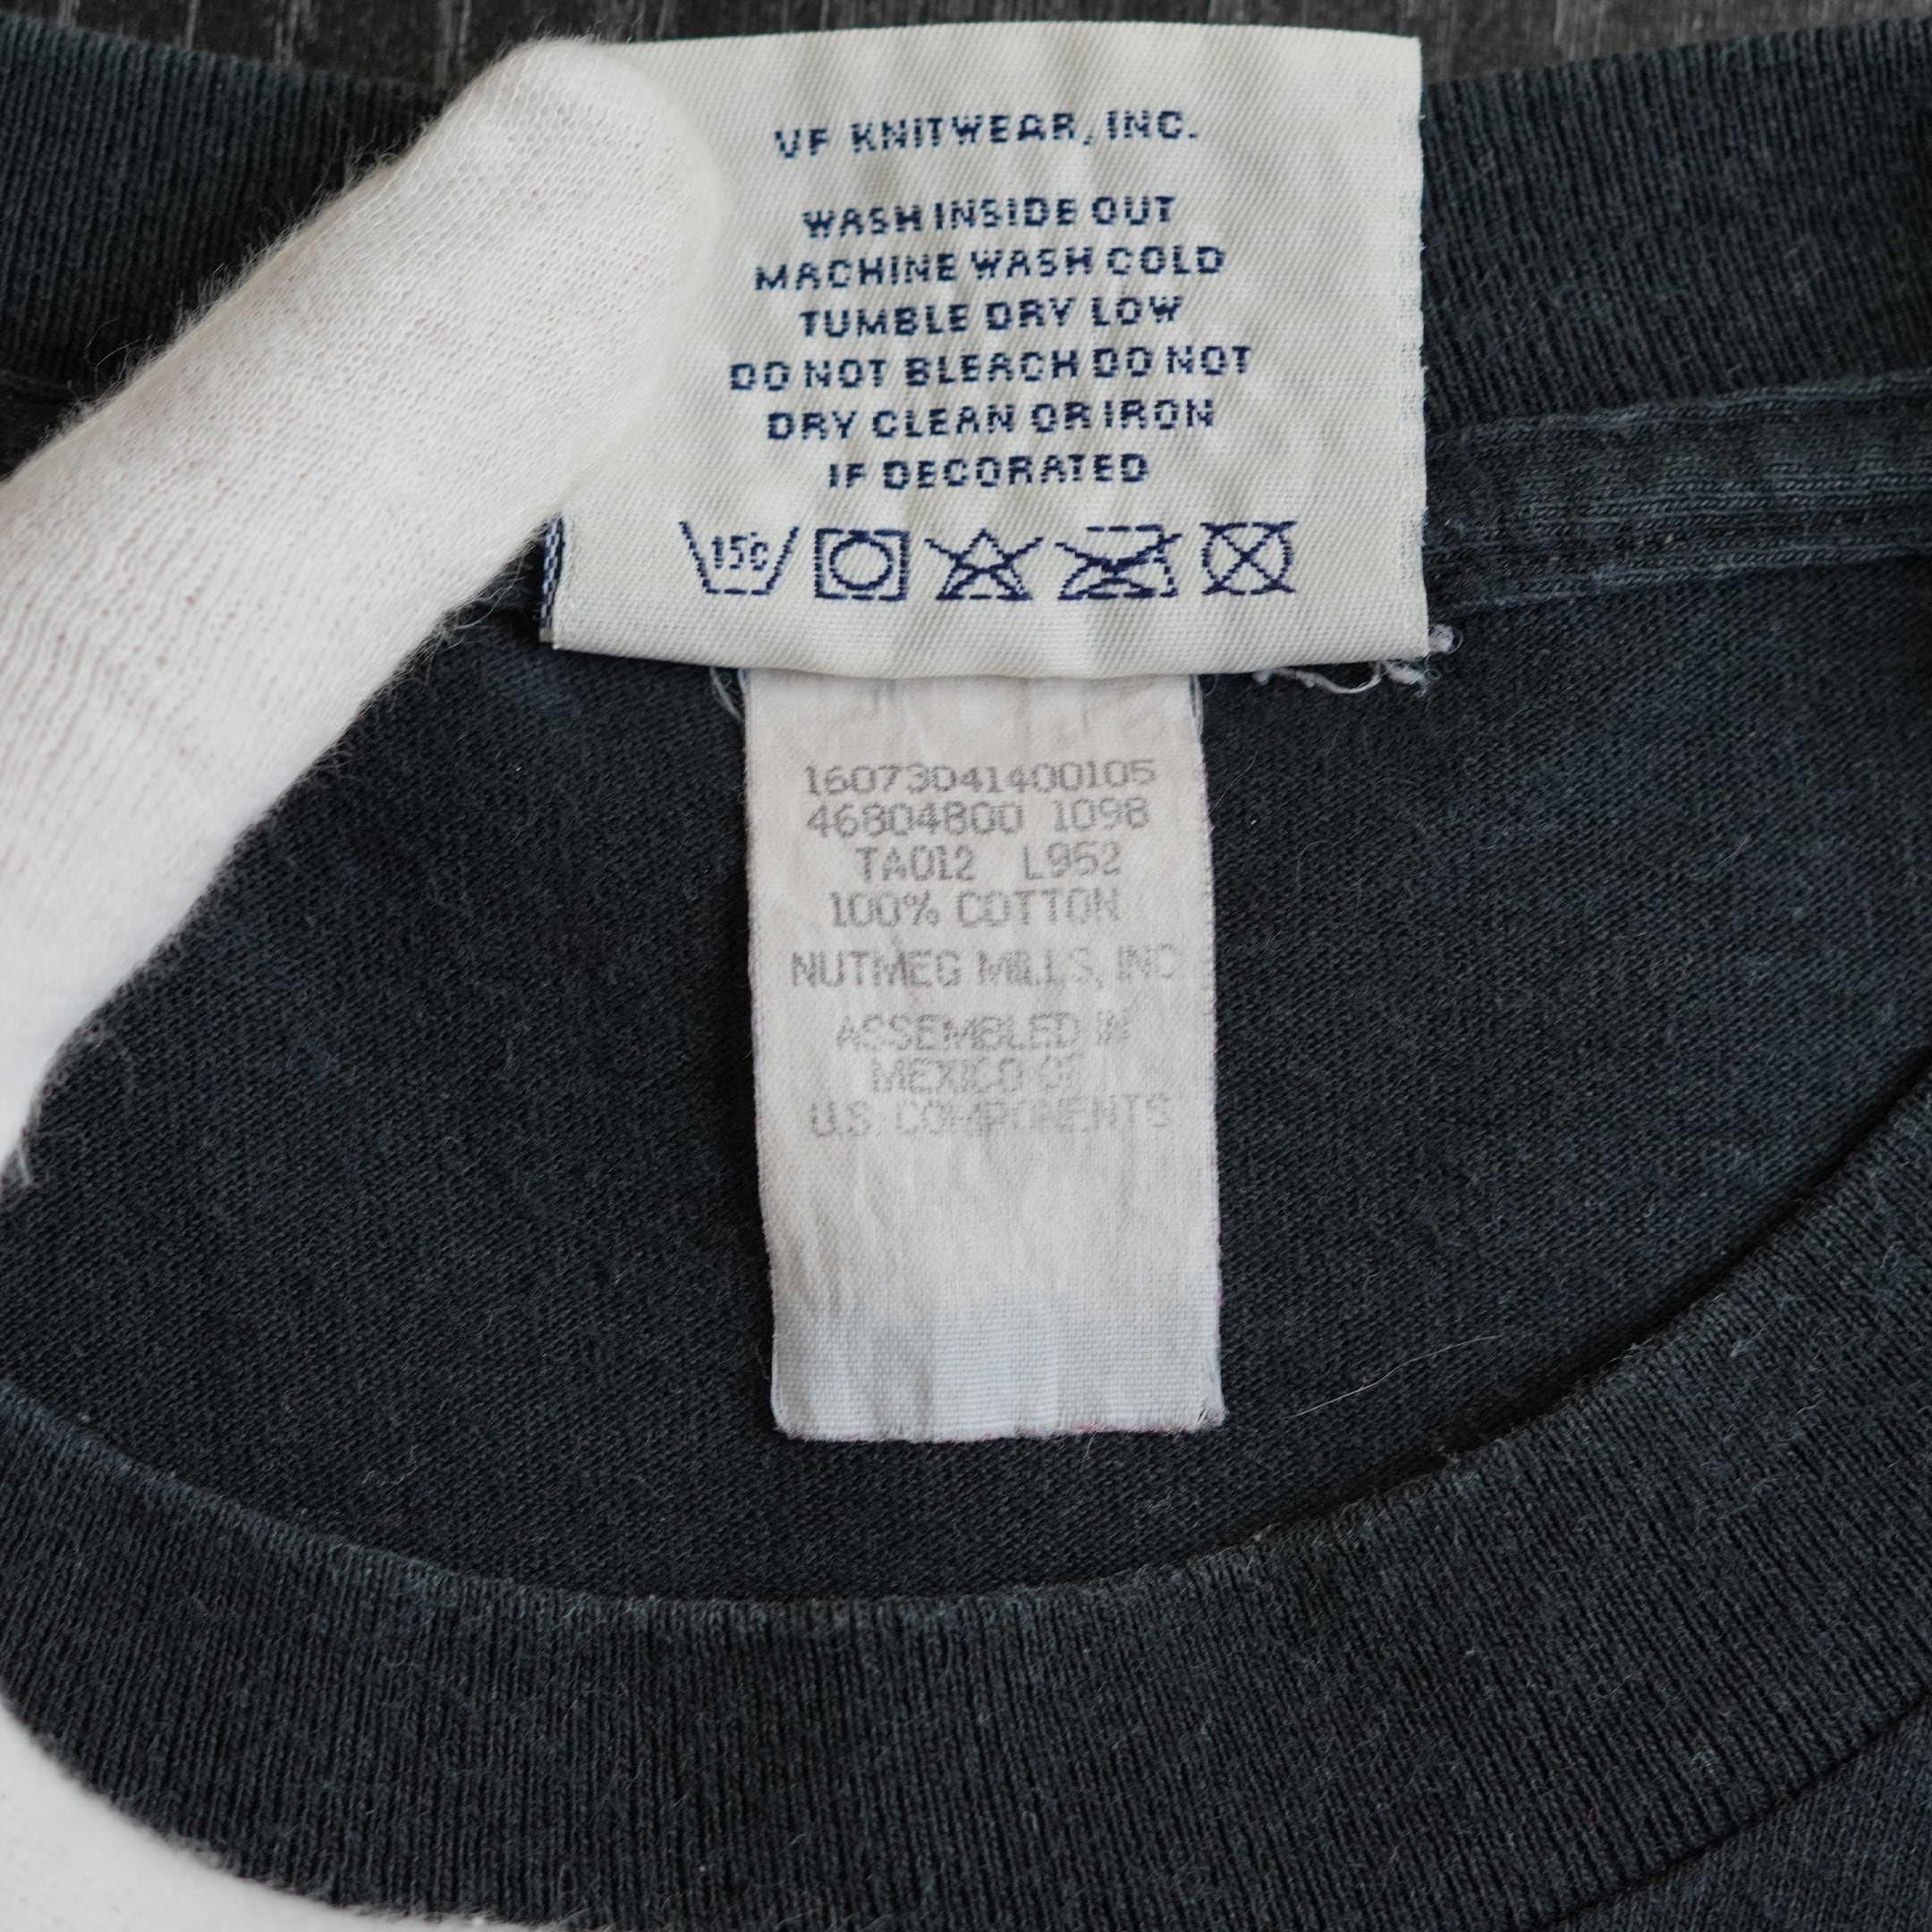 VF KNITWEAR, INC.
WASH INSIDE OUT
MACHINE WASH COLD
TUMBLE DRY LOW
DO NOT BLEACH DO NOT
DRY CLEAN OR IRON
IF DECORATED
15c
16073041400105
46804800 1098
TA012 L952
100% COTTON
NUTMEG MILLS, INC
ASSEMBLED IN
MEXICO OF
U.S. COMPONENTS